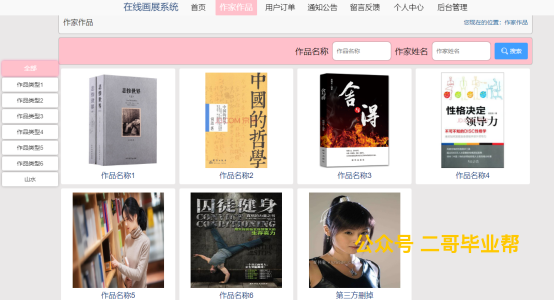 在线画展系统 首页 作家作品 用户订单 通知公告 留言反馈 个人中心 后台管理
作家作品 您现在的位置：作家作品
作品名称 作品名称 作家姓名 作家姓名 搜索
全部
作品类型1
作品类型2
作品类型3
作品类型4
作品类型5
作品类型6
山水
悲惨世界
中國的哲學
舍得
性格决定领导力
作品名称1 作品名称2 作品名称3 作品名称4
囚徒健身
CONVICT CONDITIONING
公众号 二哥毕业帮
作品名称5 作品名称6 第三方删掉